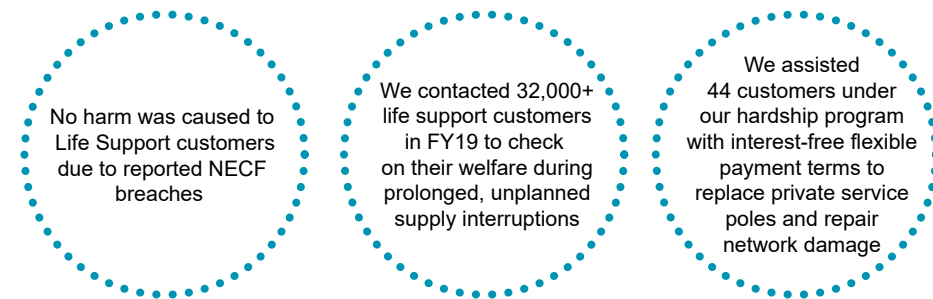 No harm was caused to
Life Support customers
due to reported NECF
breaches
We contacted 32,000+
life support customers
in FY19 to check
on their welfare during
prolonged, unplanned
supply interruptions
We assisted
44 customers under
our hardship program
with interest-free flexible
payment terms to
replace private service
poles and repair
network damage